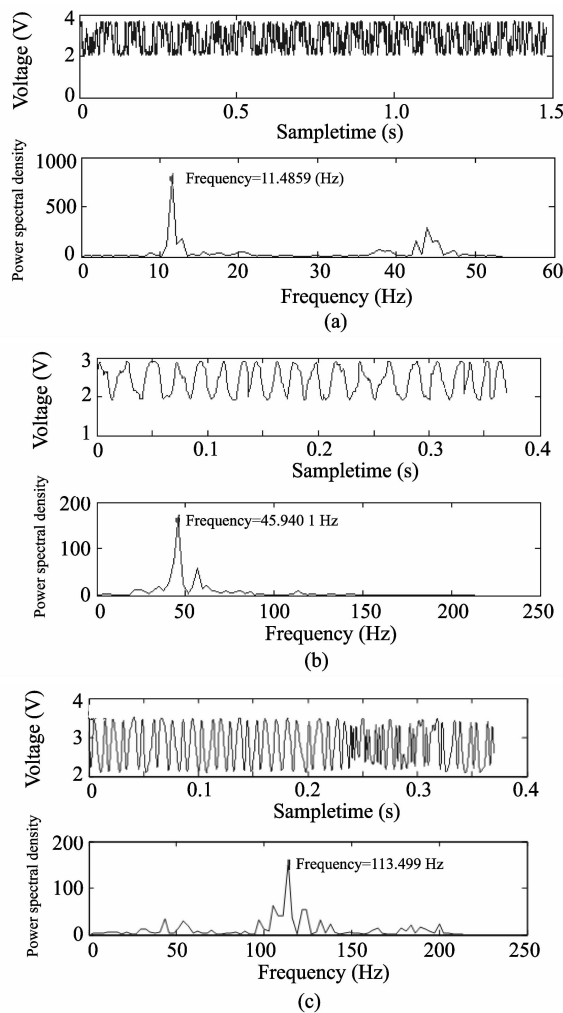 Voltage (V)
4
2
0
0 0.5 1.0 1.5
Sampletime (s)
Power spectral density
1000
500
0
Frequency=11.4859 (Hz)
0 10 20 30 40 50 60
Frequency (Hz)
(a)
Voltage (V)
3
2
1
0 0.1 0.2 0.3 0.4
Sampletime (s)
Power spectral density
200
100
0
Frequency=45.940 1 Hz
0 50 100 150 200 250
Frequency (Hz)
(b)
Voltage (V)
4
3
2
0 0.1 0.2 0.3 0.4
Sampletime (s)
Power spectral density
200
100
0
Frequency=113.499 Hz
0 50 100 150 200 250
Frequency (Hz)
(c)